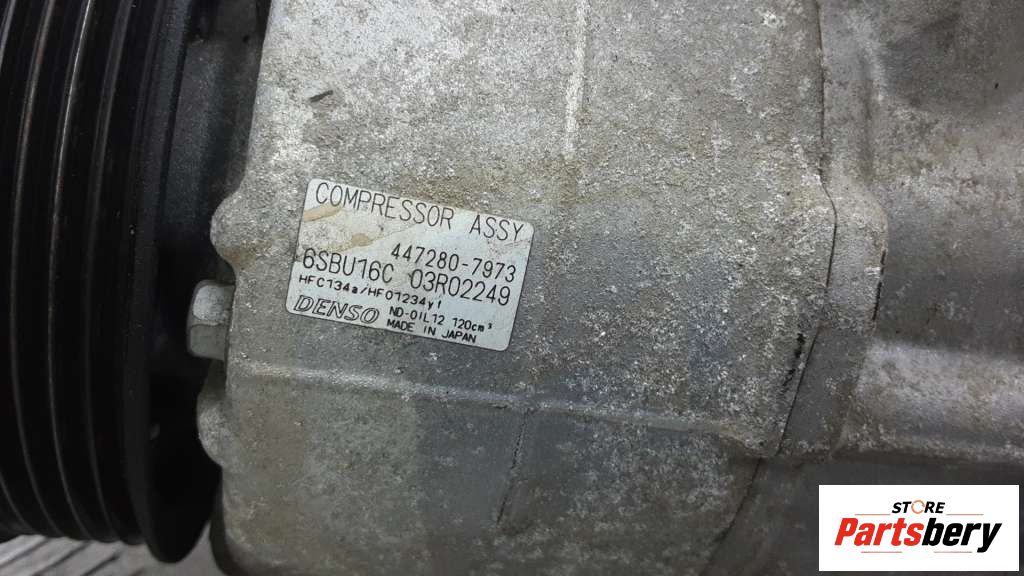 COMPRESSOR ASSY
447280-7973
6SBU16C 03R02249
HFC134a/HFO1234yf
DENSO ND-OIL12 120cm³
MADE IN JAPAN
STORE
Partsbery